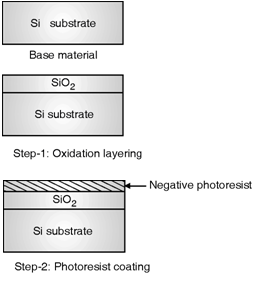 Si substrate
Base material
SiO2
Si substrate
Step-1: Oxidation layering
Negative photoresist
SiO2
Si substrate
Step-2: Photoresist coating